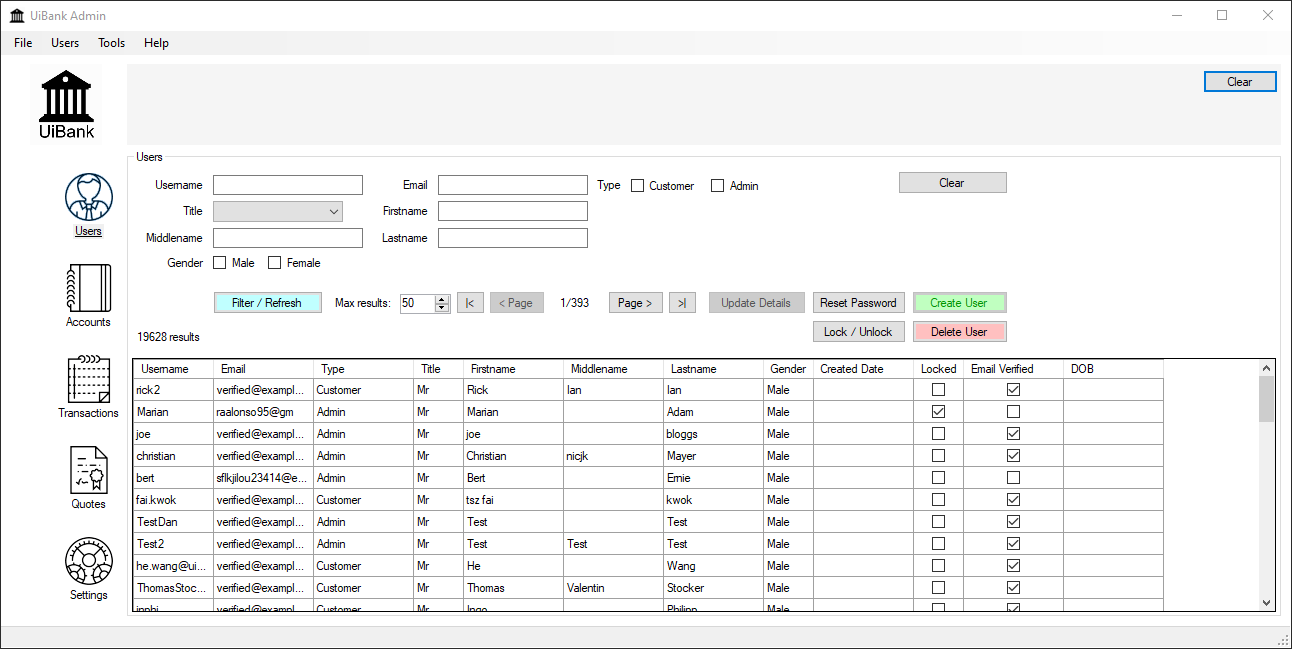 UiBank Admin
File Users Tools Help
UiBank
Clear
Users
Username Email Type Customer Admin Clear
Title Firstname
Middlename Lastname
Gender Male Female
Filter / Refresh Max results: 50 |< < Page 1/393 Page > >| Update Details Reset Password Create User
Lock / Unlock Delete User
19628 results
Users
Accounts
Transactions
Quotes
Settings
Username Email Type Title Firstname Middlename Lastname Gender Created Date Locked Email Verified DOB
rick2 verified@exampl... Customer Mr Rick Ian Ian Male
Marian raalonso95@gm Admin Mr Marian Adam Male
joe verified@exampl... Admin Mr joe bloggs Male
christian verified@exampl... Admin Mr Christian nicjk Mayer Male
bert sflkjilou23414@e... Admin Mr Bert Ernie Male
fai.kwok verified@exampl... Customer Mr tsz fai kwok Male
TestDan verified@exampl... Admin Mr Test Test Male
Test2 verified@exampl... Admin Mr Test Test Test Male
he.wang@ui... verified@exampl... Customer Mr He Wang Male
ThomasStoc... verified@exampl... Customer Mr Thomas Valentin Stocker Male
verified@exampl... Customer Mr Ingo Philipp Male